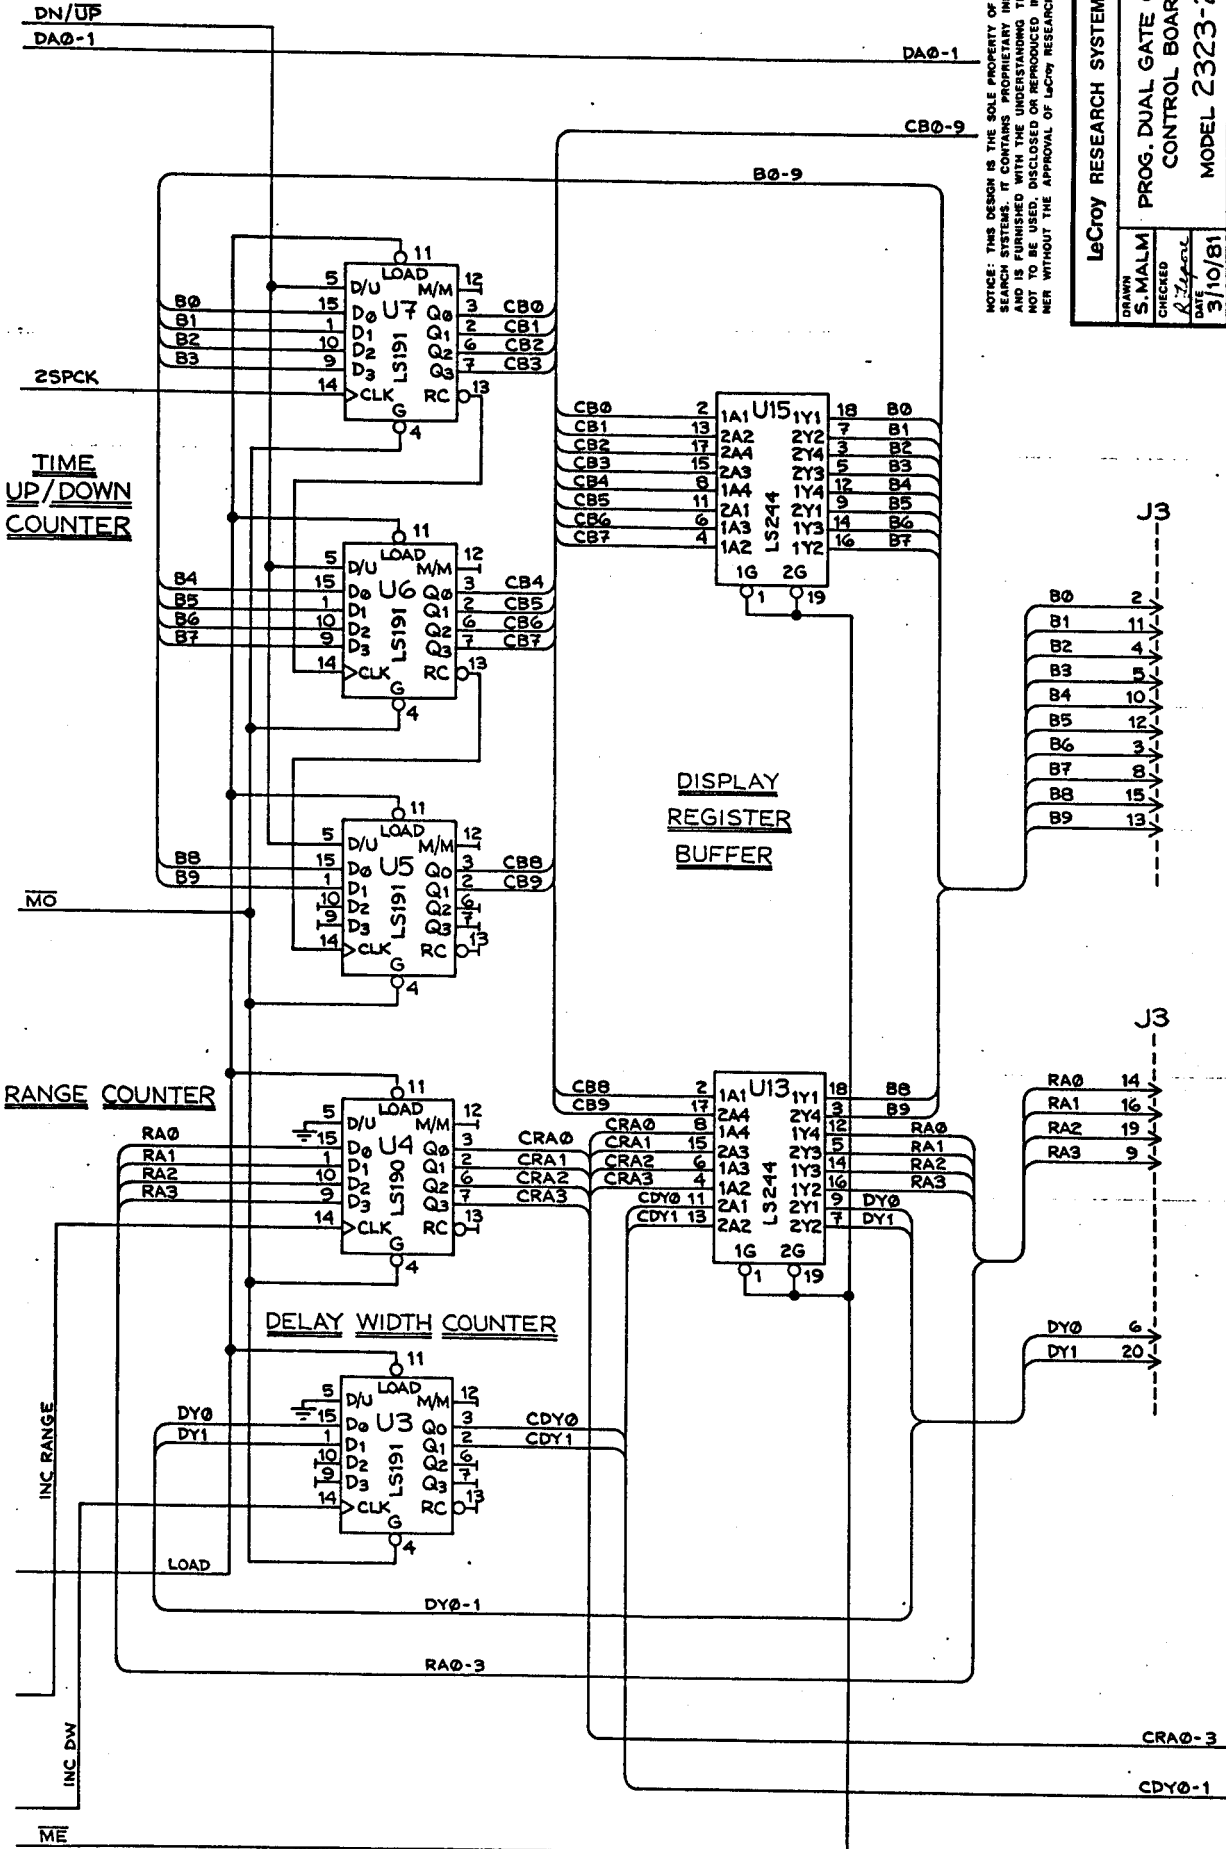 DN/U̅P̅
DAØ-1
DAØ-1
CBØ-9
BØ-9
NOTICE: THIS DESIGN IS THE SOLE PROPERTY OF
SEARCH SYSTEMS. IT CONTAINS PROPRIETARY
AND IS FURNISHED WITH THE UNDERSTANDING
NOT TO BE USED, DISCLOSED OR REPRODUCED
NER WITHOUT THE APPROVAL OF LeCroy RESEARCH
LeCroy RESEARCH SYSTEM
DRAWN
S. MALM
CHECKED
DATE
3/10/81
PROG. DUAL GATE
CONTROL BOAR
MODEL 2323-
11
5 D/U LOAD M/M 12
BØ 15 DØ U7 QØ 3 CBØ
B1 1 D1 Q1 2 CB1
B2 10 D2 LS191 Q2 6 CB2
B3 9 D3 Q3 7 CB3
2SPCK 14 CLK RC 13
G
4
TIME
UP/DOWN
COUNTER
11
5 D/U LOAD M/M 12
B4 15 DØ U6 QØ 3 CB4
B5 1 D1 Q1 2 CB5
B6 10 D2 LS191 Q2 6 CB6
B7 9 D3 Q3 7 CB7
14 CLK RC 13
G
4
11
5 D/U LOAD M/M 12
B8 15 DØ U5 QO 3 CB8
B9 1 D1 Q1 2 CB9
10 D2 LS191 Q2 6
9 D3 Q3 7
14 CLK RC 13
G
4
M̅O̅
U15
CBØ 2 1A1 1Y1 18 BØ
CB1 13 2A2 2Y2 7 B1
CB2 17 2A4 2Y4 3 B2
CB3 15 2A3 2Y3 5 B3
CB4 8 1A4 1Y4 12 B4
CB5 11 2A1 2Y1 9 B5
CB6 6 1A3 1Y3 14 B6
CB7 4 1A2 1Y2 16 B7
LS244
1G 2G
1 19
DISPLAY
REGISTER
BUFFER
J3
BØ 2
B1 11
B2 4
B3 5
B4 10
B5 12
B6 3
B7 8
B8 15
B9 13
RANGE COUNTER
11
5 D/U LOAD M/M 12
RAØ 15 DØ U4 QØ 3 CRAØ
RA1 1 D1 Q1 2 CRA1
RA2 10 D2 LS190 Q2 6 CRA2
RA3 9 D3 Q3 7 CRA3
14 CLK RC 13
G
4
U13
CB8 2 1A1 1Y1 18 B8
CB9 17 2A4 2Y4 3 B9
CRAØ 8 1A4 1Y4 12 RAØ
CRA1 15 2A3 2Y3 5 RA1
CRA2 6 1A3 1Y3 14 RA2
CRA3 4 1A2 1Y2 16 RA3
CDYØ 11 2A1 2Y1 9 DYØ
CDY1 13 2A2 2Y2 7 DY1
LS244
1G 2G
1 19
J3
RAØ 14
RA1 16
RA2 19
RA3 9
DYØ 6
DY1 20
DELAY WIDTH COUNTER
11
5 D/U LOAD M/M 12
DYØ 15 DØ U3 QO 3 CDYØ
DY1 1 D1 Q1 2 CDY1
10 D2 LS191 Q2 6
9 D3 Q3 7
14 CLK RC 13
G
4
INC RANGE
LOAD
DYØ-1
RAØ-3
INC DW
CRAØ-3
CDYØ-1
M̅E̅